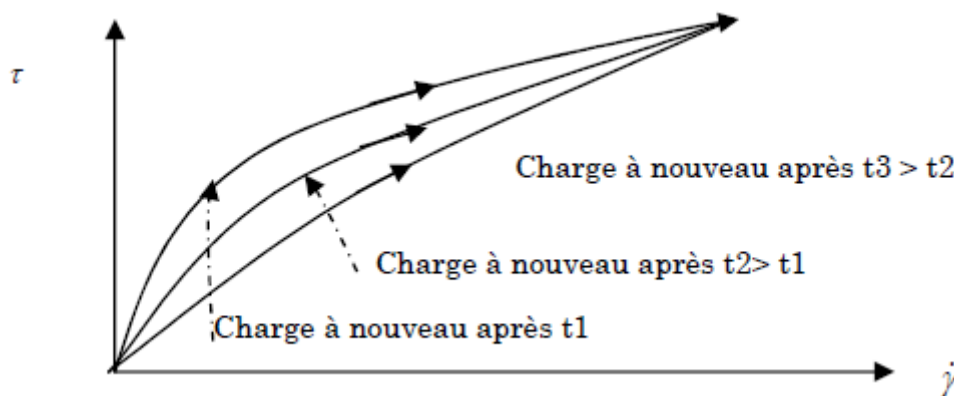 τ
Charge à nouveau après t3 > t2
Charge à nouveau après t2> t1
Charge à nouveau après t1
γ̇